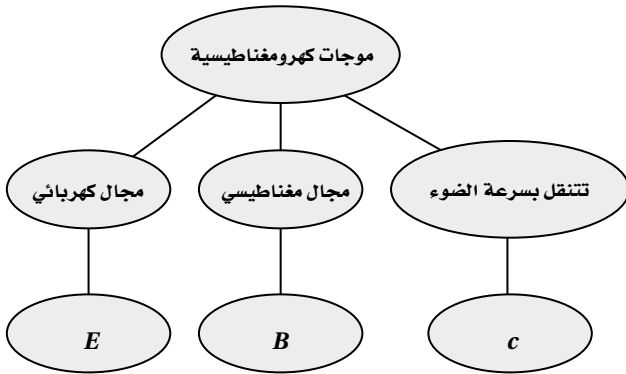 موجات كهرومغناطيسية
تتنقل بسرعة الضوء
مجال مغناطيسي
مجال كهربائي
c
B
E